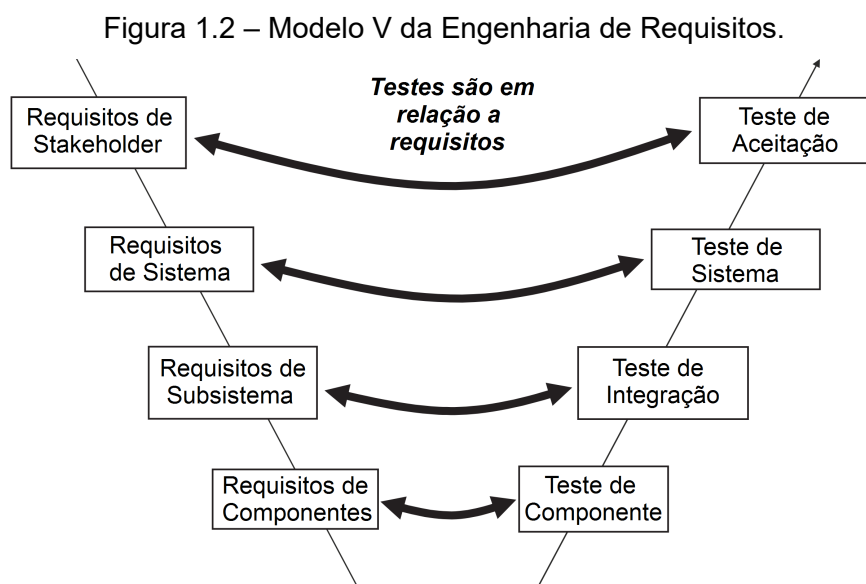 Figura 1.2 – Modelo V da Engenharia de Requisitos.
Testes são em
relação a
requisitos
Requisitos de
Stakeholder
Teste de
Aceitação
Requisitos
de Sistema
Teste de
Sistema
Requisitos de
Subsistema
Teste de
Integração
Requisitos de
Componentes
Teste de
Componente